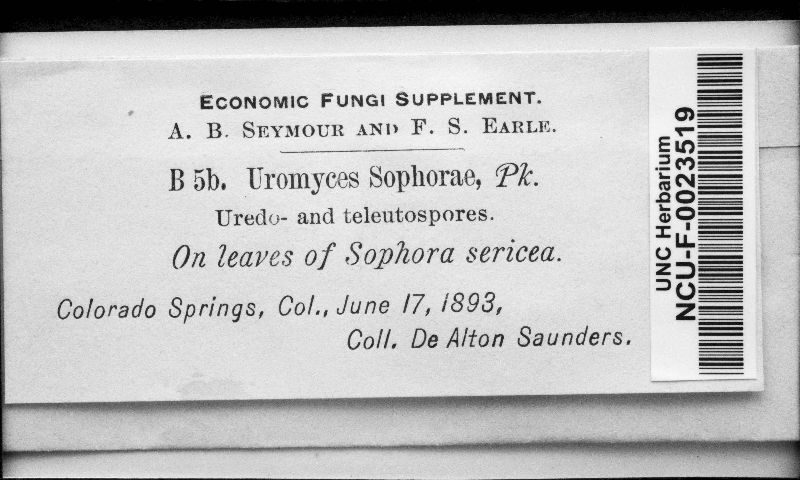 ECONOMIC FUNGI SUPPLEMENT.
A. B. SEYMOUR AND F. S. EARLE.
B 5b. Uromyces Sophorae, Pk.
Uredo- and teleutospores.
On leaves of Sophora sericea.
Colorado Springs, Col., June 17, 1893,
Coll. De Alton Saunders.
UNC Herbarium
NCU-F-0023519